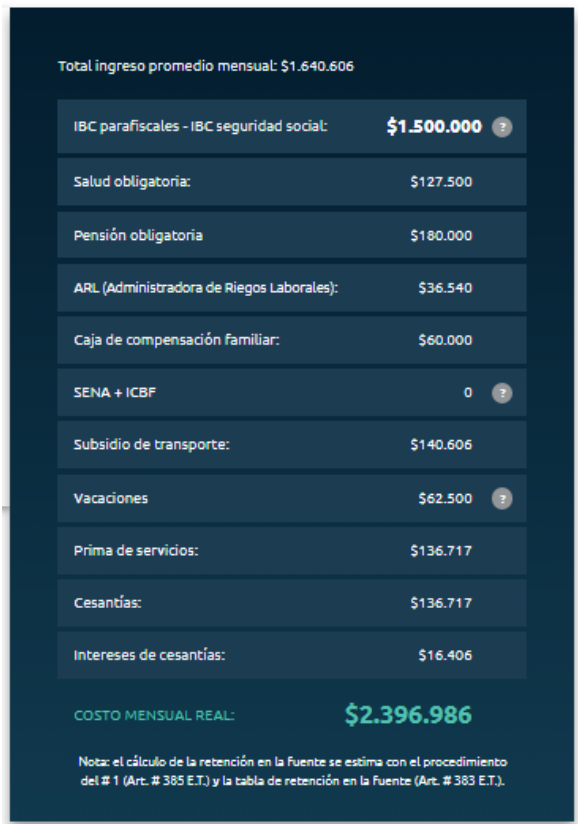 Total ingreso promedio mensual: $1.640.606
IBC parafiscales - IBC seguridad social: $1.500.000 ?
Salud obligatoria: $127.500
Pensión obligatoria $180.000
ARL (Administradora de Riegos Laborales): $36.540
Caja de compensación familiar: $60.000
SENA + ICBF 0 ?
Subsidio de transporte: $140.606
Vacaciones $62.500 ?
Prima de servicios: $136.717
Cesantías: $136.717
Intereses de cesantías: $16.406
COSTO MENSUAL REAL: $2.396.986
Nota: el cálculo de la retención en la fuente se estima con el procedimiento
del # 1 (Art. # 385 E.T.) y la tabla de retención en la fuente (Art. # 383 E.T.).